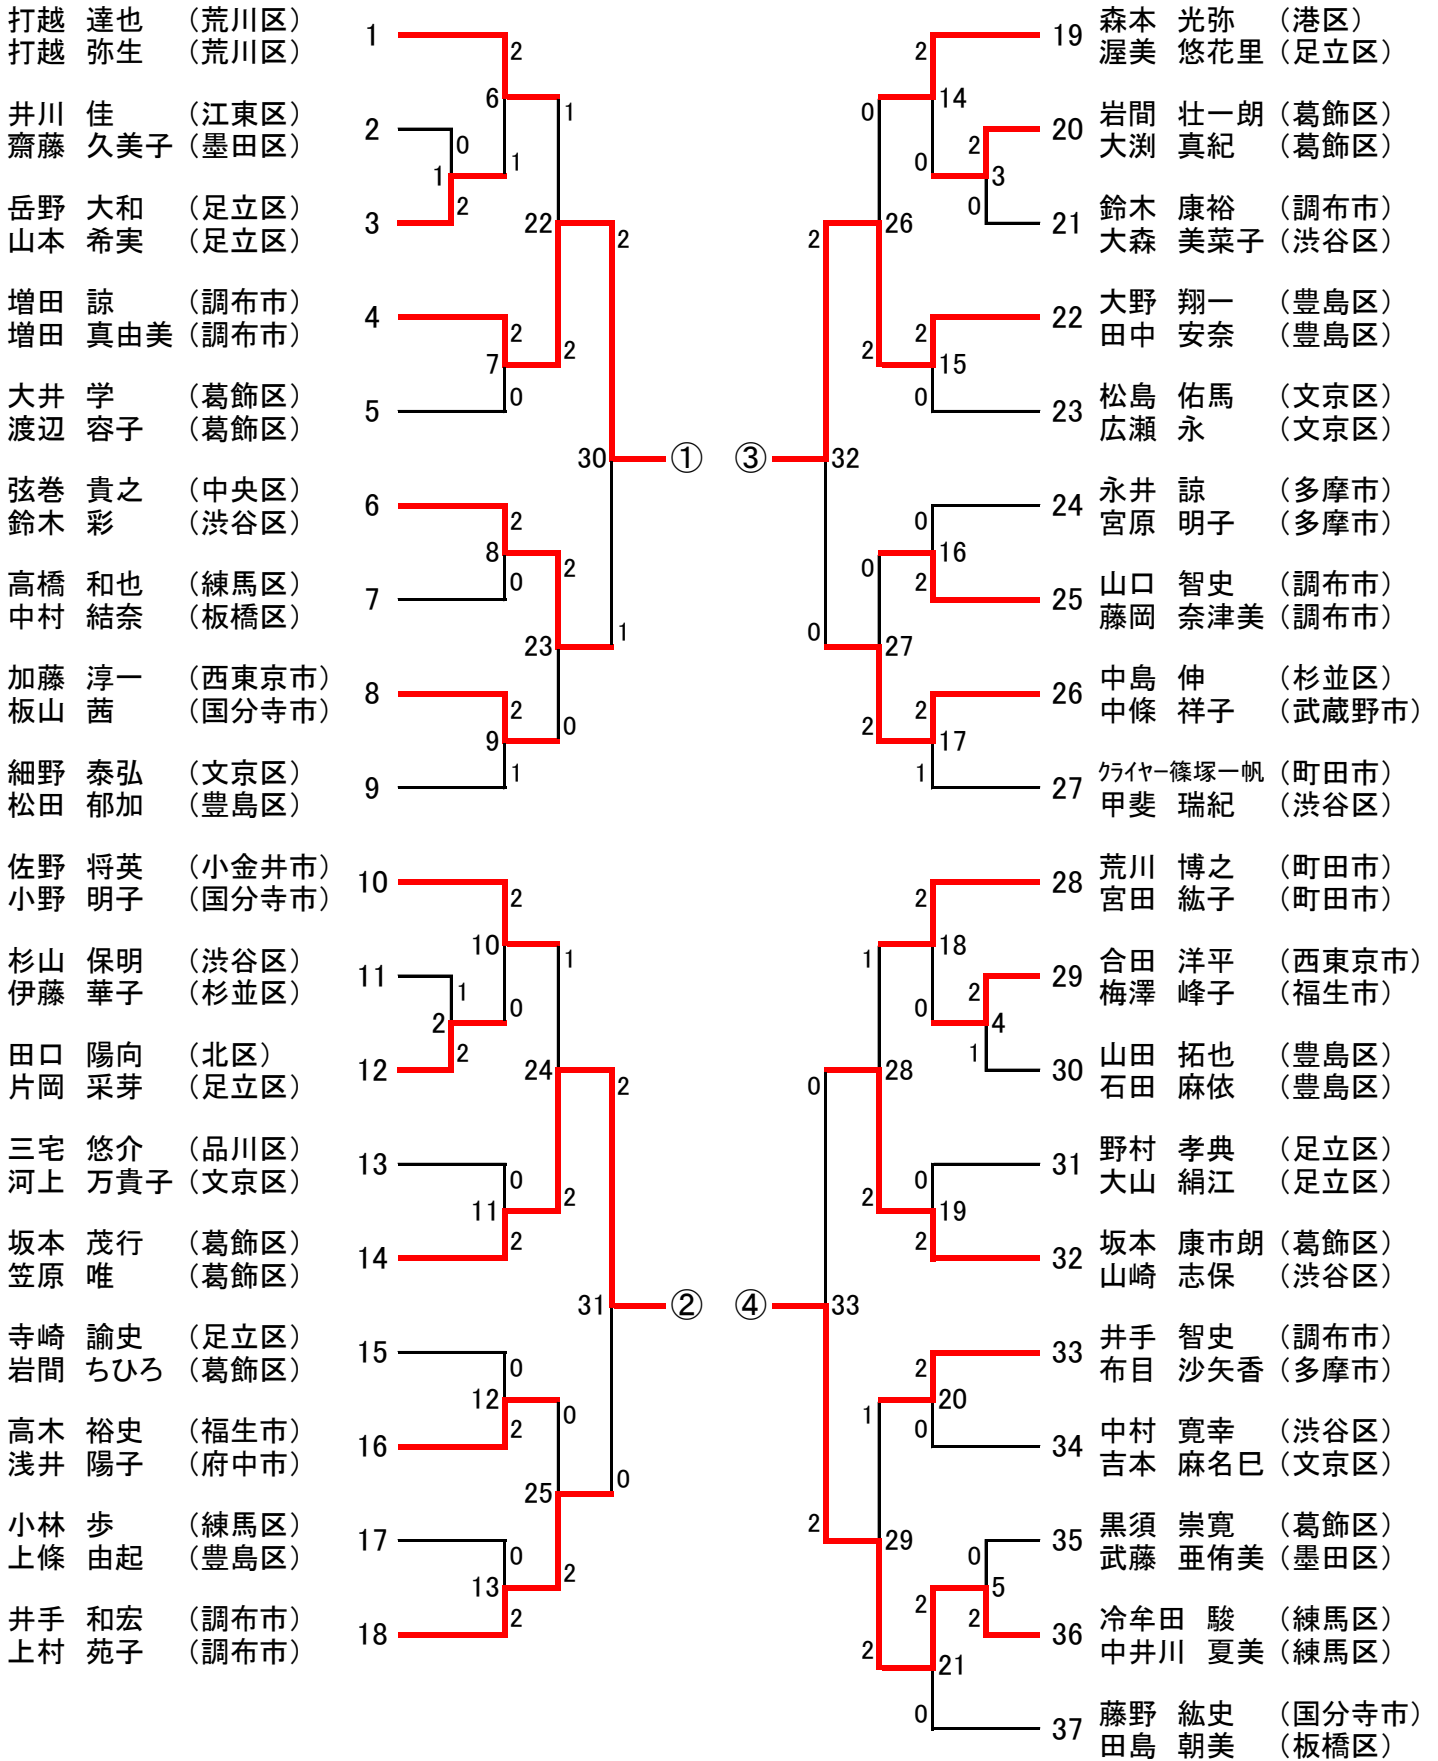 打越 達也 （荒川区）
打越 弥生 （荒川区）
1
井川 佳 （江東区）
齋藤 久美子 （墨田区）
2
岳野 大和 （足立区）
山本 希実 （足立区）
3
増田 諒 （調布市）
増田 真由美 （調布市）
4
大井 学 （葛飾区）
渡辺 容子 （葛飾区）
5
弦巻 貴之 （中央区）
鈴木 彩 （渋谷区）
6
高橋 和也 （練馬区）
中村 結奈 （板橋区）
7
加藤 淳一 （西東京市）
板山 茜 （国分寺市）
8
細野 泰弘 （文京区）
松田 郁加 （豊島区）
9
佐野 将英 （小金井市）
小野 明子 （国分寺市）
10
杉山 保明 （渋谷区）
伊藤 華子 （杉並区）
11
田口 陽向 （北区）
片岡 采芽 （足立区）
12
三宅 悠介 （品川区）
河上 万貴子 （文京区）
13
坂本 茂行 （葛飾区）
笠原 唯 （葛飾区）
14
寺崎 諭史 （足立区）
岩間 ちひろ （葛飾区）
15
高木 裕史 （福生市）
浅井 陽子 （府中市）
16
小林 歩 （練馬区）
上條 由起 （豊島区）
17
井手 和宏 （調布市）
上村 苑子 （調布市）
18
2
6
1
0
1
1
2
22
2
2
7
2
0
30
①
2
8
0
2
23
1
2
9
0
1
2
10
1
1
0
2
2
24
2
0
11
2
2
31
②
0
12
2
0
25
0
0
13
2
2
19
森本 光弥 （港区）
渥美 悠花里 （足立区）
20
岩間 壮一朗 （葛飾区）
大渕 真紀 （葛飾区）
21
鈴木 康裕 （調布市）
大森 美菜子 （渋谷区）
22
大野 翔一 （豊島区）
田中 安奈 （豊島区）
23
松島 佑馬 （文京区）
広瀬 永 （文京区）
24
永井 諒 （多摩市）
宮原 明子 （多摩市）
25
山口 智史 （調布市）
藤岡 奈津美 （調布市）
26
中島 伸 （杉並区）
中條 祥子 （武蔵野市）
27
ｸﾗｲﾔｰ篠塚一帆 （町田市）
甲斐 瑞紀 （渋谷区）
28
荒川 博之 （町田市）
宮田 紘子 （町田市）
29
合田 洋平 （西東京市）
梅澤 峰子 （福生市）
30
山田 拓也 （豊島区）
石田 麻依 （豊島区）
31
野村 孝典 （足立区）
大山 絹江 （足立区）
32
坂本 康市朗 （葛飾区）
山崎 志保 （渋谷区）
33
井手 智史 （調布市）
布目 沙矢香 （多摩市）
34
中村 寛幸 （渋谷区）
吉本 麻名巳 （文京区）
35
黒須 崇寛 （葛飾区）
武藤 亜侑美 （墨田区）
36
冷牟田 駿 （練馬区）
中井川 夏美 （練馬区）
37
藤野 紘史 （国分寺市）
田島 朝美 （板橋区）
2
14
0
2
0
3
0
2
26
2
2
15
0
③
32
0
16
0
2
0
27
2
2
17
1
2
18
1
2
0
4
1
0
28
0
2
19
2
④
33
2
1
20
0
2
29
0
5
2
2
2
21
0